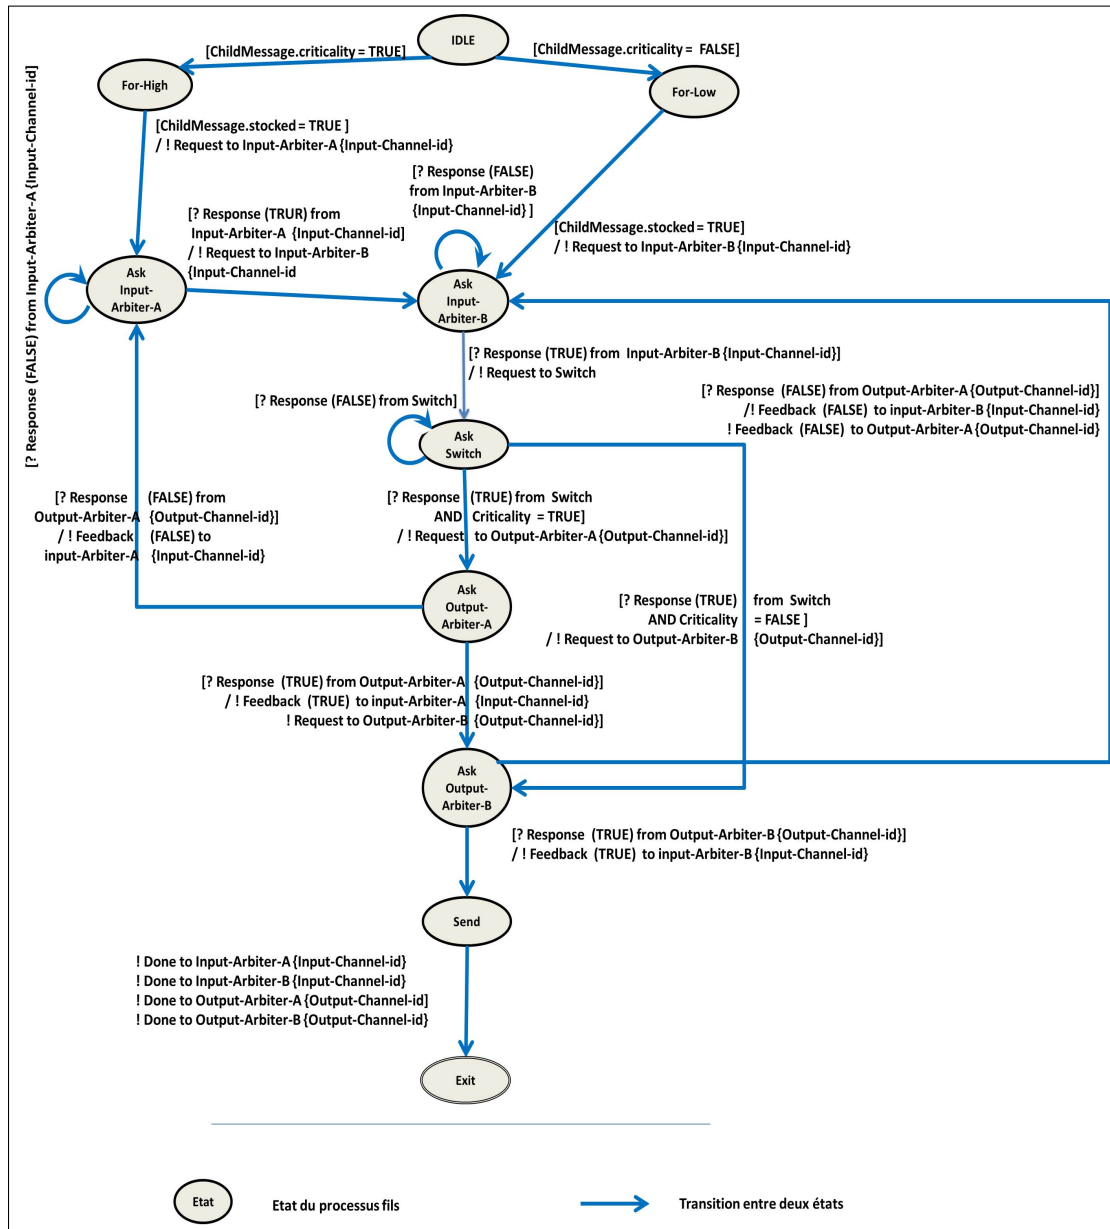 IDLE
[ChildMessage.criticality = TRUE]
[ChildMessage.criticality = FALSE]
For-High
For-Low
[? Response (FALSE) from Input-Arbiter-A {Input-Channel-id]
[ChildMessage.stocked = TRUE ]
/ ! Request to Input-Arbiter-A {Input-Channel-id}
[? Response (FALSE)
from Input-Arbiter-B
{Input-Channel-id} ]
[? Response (TRUR) from
Input-Arbiter-A {Input-Channel-id]
/ ! Request to Input-Arbiter-B
{Input-Channel-id
[ChildMessage.stocked = TRUE]
/ ! Request to Input-Arbiter-B {Input-Channel-id}
Ask
Input-
Arbiter-A
Ask
Input-
Arbiter-B
[? Response (TRUE) from Input-Arbiter-B {Input-Channel-id}]
/ ! Request to Switch
[? Response (FALSE) from Output-Arbiter-A {Output-Channel-id}]
/! Feedback (FALSE) to input-Arbiter-B {Input-Channel-id}
! Feedback (FALSE) to Output-Arbiter-A {Output-Channel-id}
[? Response (FALSE) from Switch]
Ask
Switch
[? Response (FALSE) from
Output-Arbiter-A {Output-Channel-id}]
/ ! Feedback (FALSE) to
input-Arbiter-A {Input-Channel-id}
[? Response (TRUE) from Switch
AND Criticality = TRUE]
/ ! Request to Output-Arbiter-A {Output-Channel-id}]
Ask
Output-
Arbiter-A
[? Response (TRUE) from Switch
AND Criticality = FALSE ]
/ ! Request to Output-Arbiter-B {Output-Channel-id}]
[? Response (TRUE) from Output-Arbiter-A {Output-Channel-id}]
/ ! Feedback (TRUE) to input-Arbiter-A {Input-Channel-id}
! Request to Output-Arbiter-B {Output-Channel-id}]
Ask
Output-
Arbiter-B
[? Response (TRUE) from Output-Arbiter-B {Output-Channel-id}]
/ ! Feedback (TRUE) to input-Arbiter-B {Input-Channel-id}
Send
! Done to Input-Arbiter-A {Input-Channel-id}
! Done to Input-Arbiter-B {Input-Channel-id}
! Done to Output-Arbiter-A {Output-Channel-id]
! Done to Output-Arbiter-B {Output-Channel-id}
Exit
Etat
Etat du processus fils
Transition entre deux états